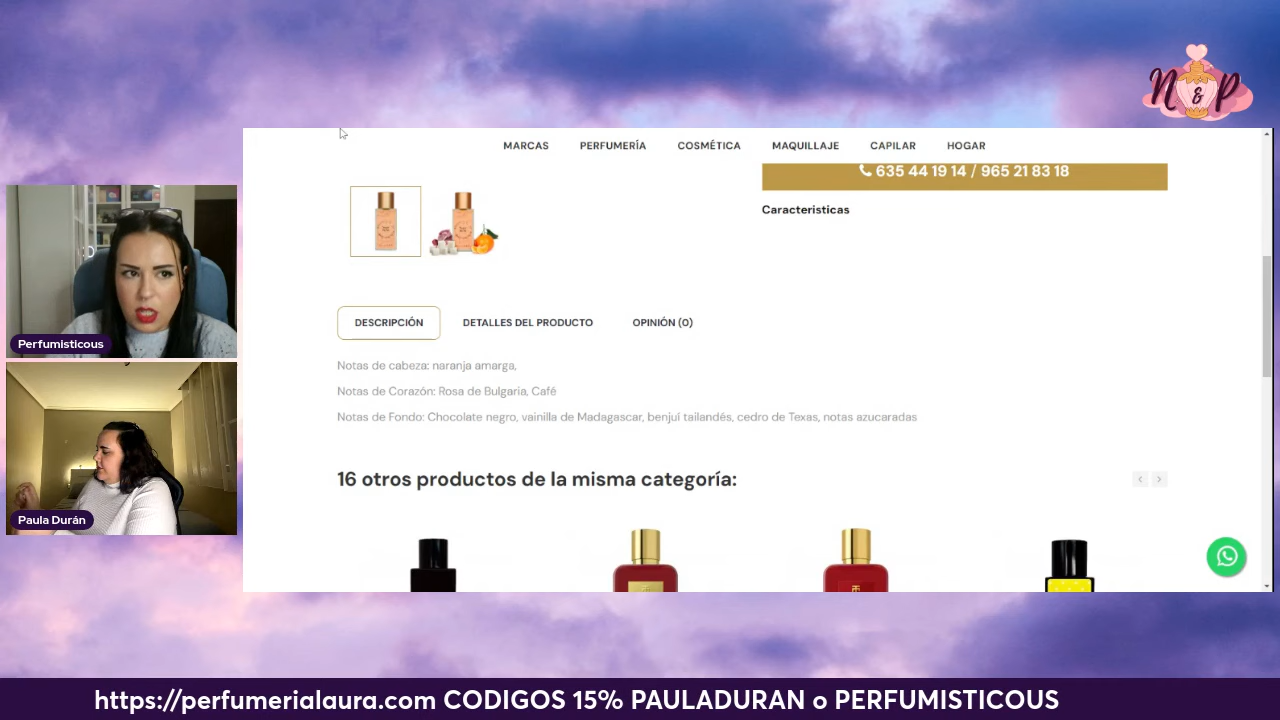 N & P
MARCAS PERFUMERÍA COSMÉTICA MAQUILLAJE CAPILAR HOGAR
635 44 19 14 / 965 21 83 18
Caracteristicas
Perfumisticous
Paula Durán
DESCRIPCIÓN DETALLES DEL PRODUCTO OPINIÓN (0)
Notas de cabeza: naranja amarga,
Notas de Corazón: Rosa de Bulgaria, Café
Notas de Fondo: Chocolate negro, vainilla de Madagascar, benjuí tailandés, cedro de Texas, notas azucaradas
16 otros productos de la misma categoría:
https://perfumerialaura.com CODIGOS 15% PAULADURAN o PERFUMISTICOUS